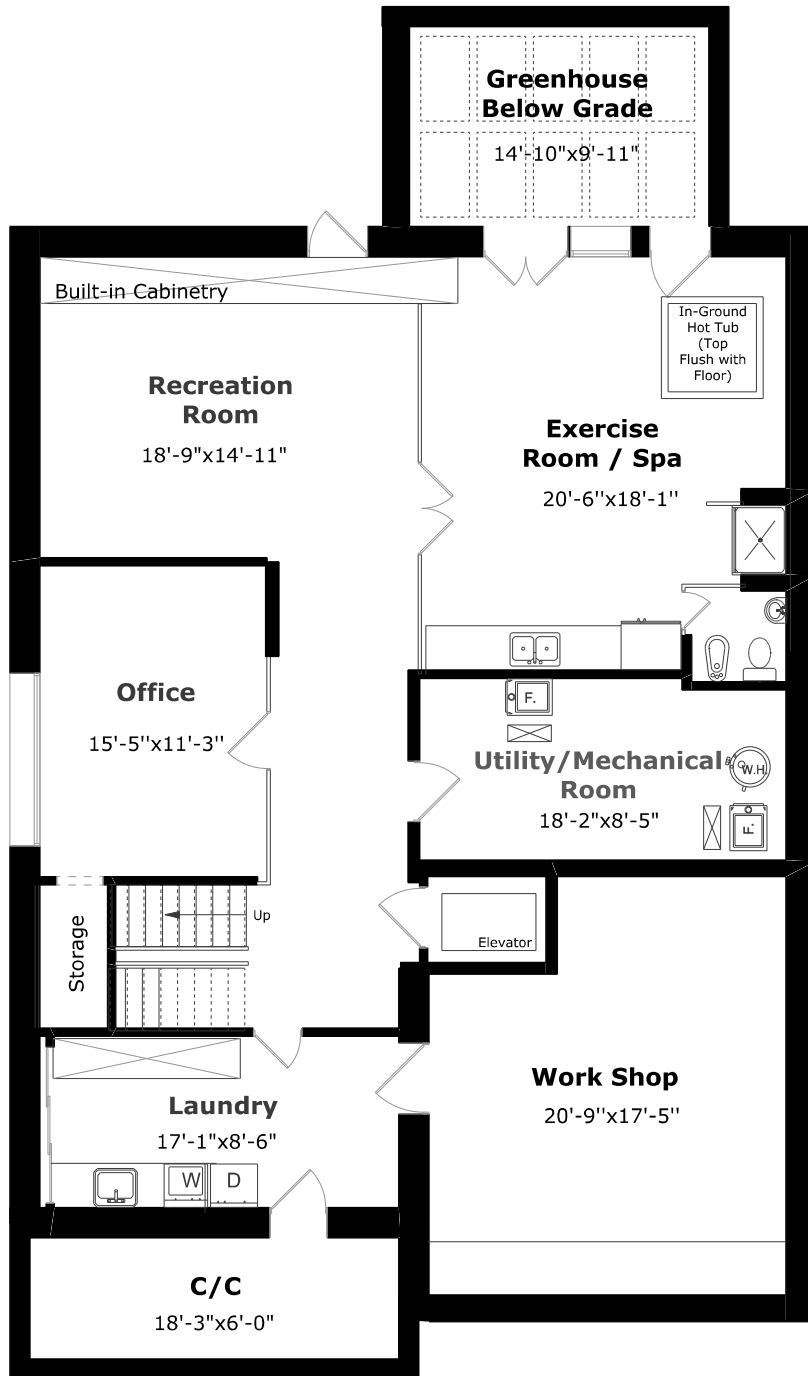 Greenhouse
Below Grade
14'-10"x9'-11"
Built-in Cabinetry
In-Ground
Hot Tub
(Top
Flush with
Floor)
Recreation
Room
18'-9"x14'-11"
Exercise
Room / Spa
20'-6''x18'-1''
Office
15'-5''x11'-3''
F.
Utility/Mechanical
Room
18'-2"x8'-5"
W.H.
F.
Up
Storage
Elevator
Work Shop
20'-9''x17'-5''
Laundry
17'-1"x8'-6"
W
D
C/C
18'-3"x6'-0"